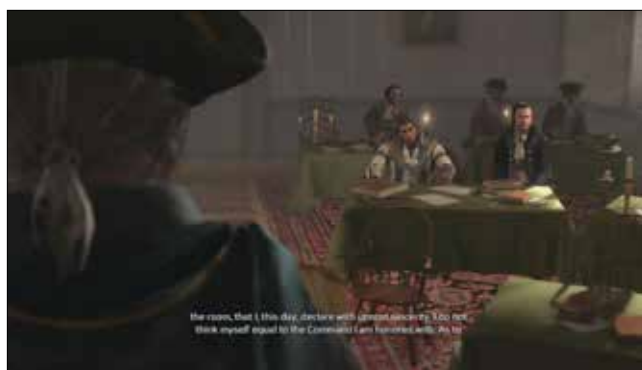 the room, that I, this day, declare with utmost sincerity, I do not
think myself equal to the Command I am honored with. As to